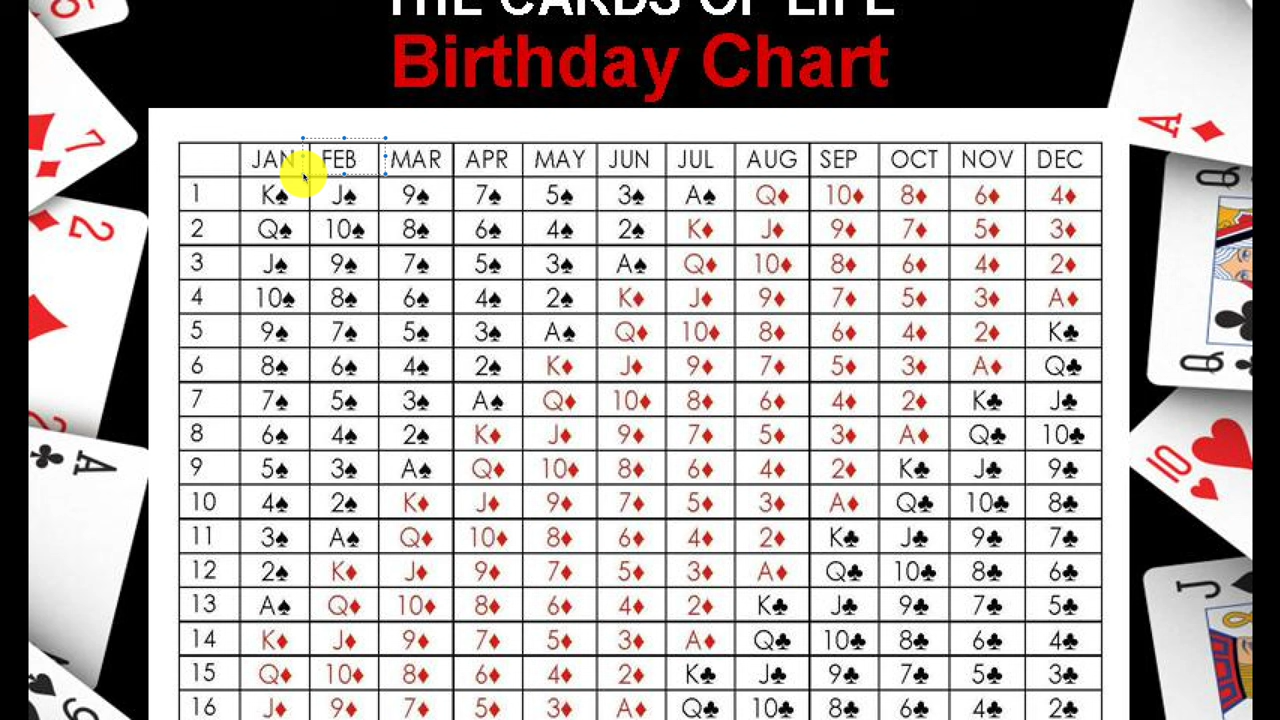 THE CARDS OF LIFE
Birthday Chart
JAN FEB MAR APR MAY JUN JUL AUG SEP OCT NOV DEC
1 K♠ J♠ 9♠ 7♠ 5♠ 3♠ A♠ Q♦ 10♦ 8♦ 6♦ 4♦
2 Q♠ 10♠ 8♠ 6♠ 4♠ 2♠ K♦ J♦ 9♦ 7♦ 5♦ 3♦
3 J♠ 9♠ 7♠ 5♠ 3♠ A♠ Q♦ 10♦ 8♦ 6♦ 4♦ 2♦
4 10♠ 8♠ 6♠ 4♠ 2♠ K♦ J♦ 9♦ 7♦ 5♦ 3♦ A♦
5 9♠ 7♠ 5♠ 3♠ A♠ Q♦ 10♦ 8♦ 6♦ 4♦ 2♦ K♣
6 8♠ 6♠ 4♠ 2♠ K♦ J♦ 9♦ 7♦ 5♦ 3♦ A♦ Q♣
7 7♠ 5♠ 3♠ A♠ Q♦ 10♦ 8♦ 6♦ 4♦ 2♦ K♣ J♣
8 6♠ 4♠ 2♠ K♦ J♦ 9♦ 7♦ 5♦ 3♦ A♦ Q♣ 10♣
9 5♠ 3♠ A♠ Q♦ 10♦ 8♦ 6♦ 4♦ 2♦ K♣ J♣ 9♣
10 4♠ 2♠ K♦ J♦ 9♦ 7♦ 5♦ 3♦ A♦ Q♣ 10♣ 8♣
11 3♠ A♠ Q♦ 10♦ 8♦ 6♦ 4♦ 2♦ K♣ J♣ 9♣ 7♣
12 2♠ K♦ J♦ 9♦ 7♦ 5♦ 3♦ A♦ Q♣ 10♣ 8♣ 6♣
13 A♠ Q♦ 10♦ 8♦ 6♦ 4♦ 2♦ K♣ J♣ 9♣ 7♣ 5♣
14 K♦ J♦ 9♦ 7♦ 5♦ 3♦ A♦ Q♣ 10♣ 8♣ 6♣ 4♣
15 Q♦ 10♦ 8♦ 6♦ 4♦ 2♦ K♣ J♣ 9♣ 7♣ 5♣ 3♣
16 J♦ 9♦ 7♦ 5♦ 3♦ A♦ Q♣ 10♣ 8♣ 6♣ 4♣ 2♣
7
2
2
A
A
Q
Q
10
J